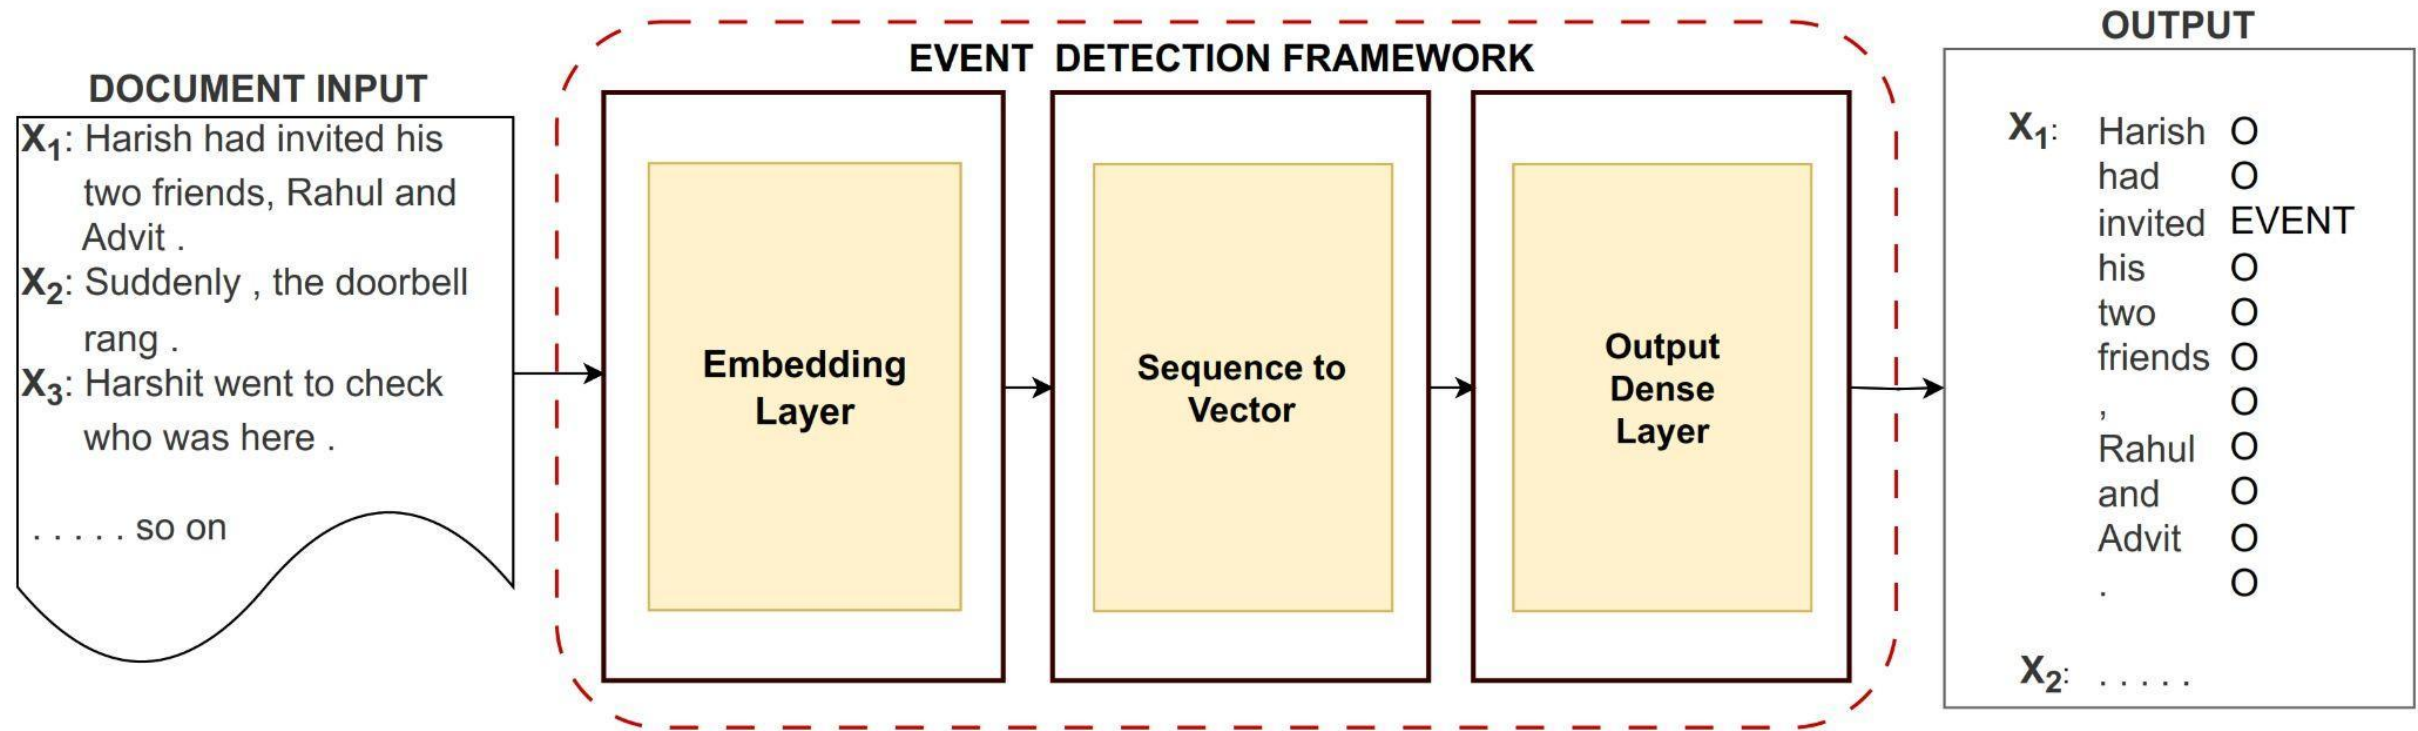 DOCUMENT INPUT
X1: Harish had invited his
two friends, Rahul and
Advit .
X2: Suddenly , the doorbell
rang .
X3: Harshit went to check
who was here .
. . . . . so on
EVENT DETECTION FRAMEWORK
Embedding
Layer
Sequence to
Vector
Output
Dense
Layer
OUTPUT
X1: Harish O
had O
invited EVENT
his O
two O
friends O
, O
Rahul O
and O
Advit O
. O
X2: . . . . .